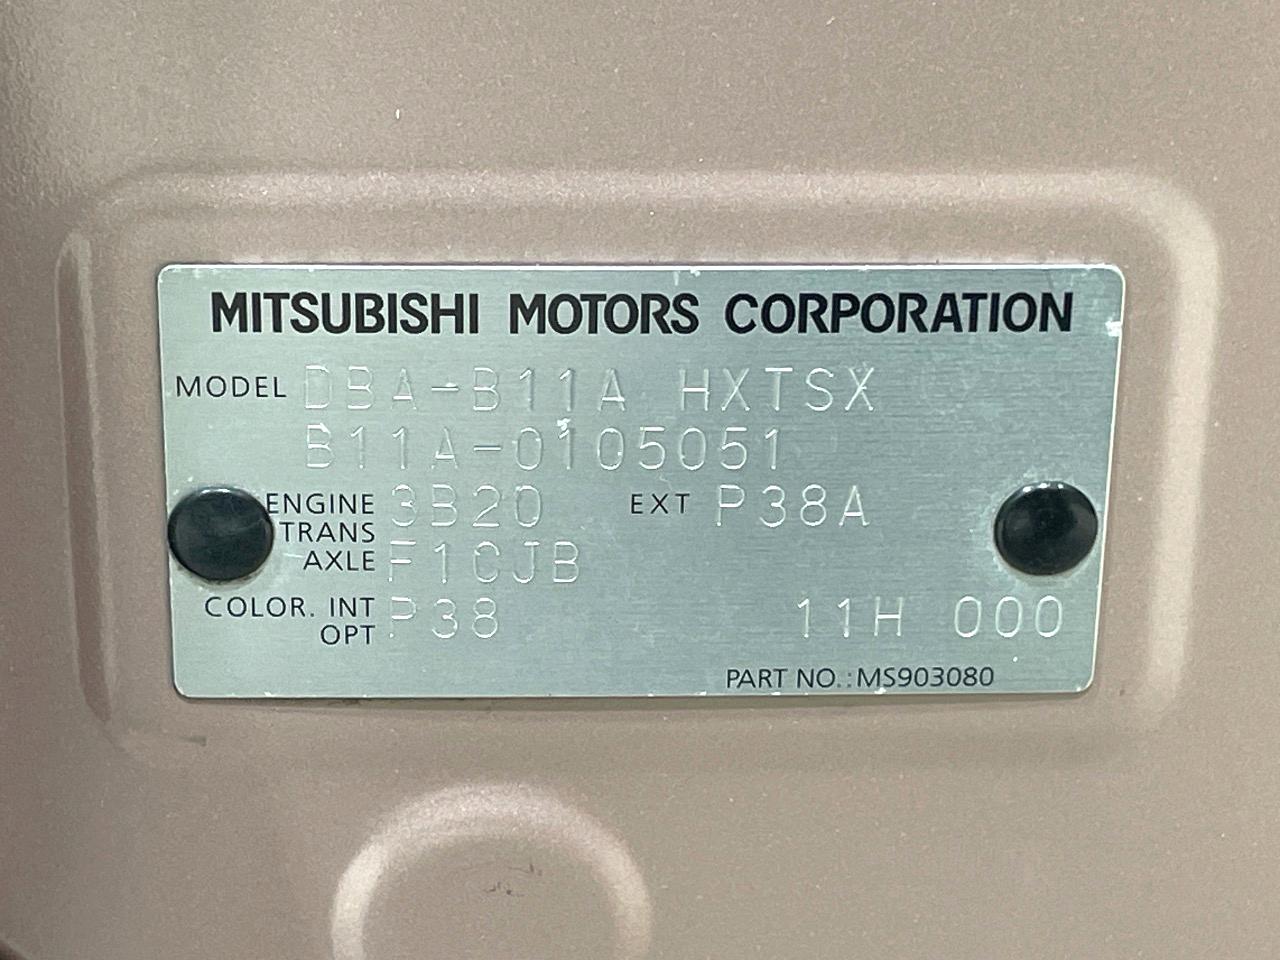 MITSUBISHI MOTORS CORPORATION
MODEL DBA-B11A HXTSX
B11A-0105051
ENGINE 3B20 EXT P38A
TRANS
AXLE F1CJB
COLOR. INT P38 11H 000
OPT
PART NO.:MS903080